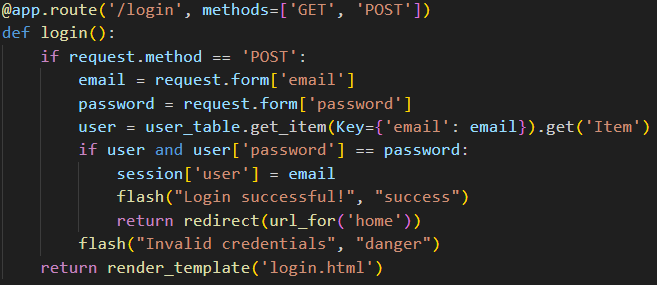 @app.route('/login', methods=['GET', 'POST'])
def login():
    if request.method == 'POST':
        email = request.form['email']
        password = request.form['password']
        user = user_table.get_item(Key={'email': email}).get('Item')
        if user and user['password'] == password:
            session['user'] = email
            flash("Login successful!", "success")
            return redirect(url_for('home'))
        flash("Invalid credentials", "danger")
    return render_template('login.html')